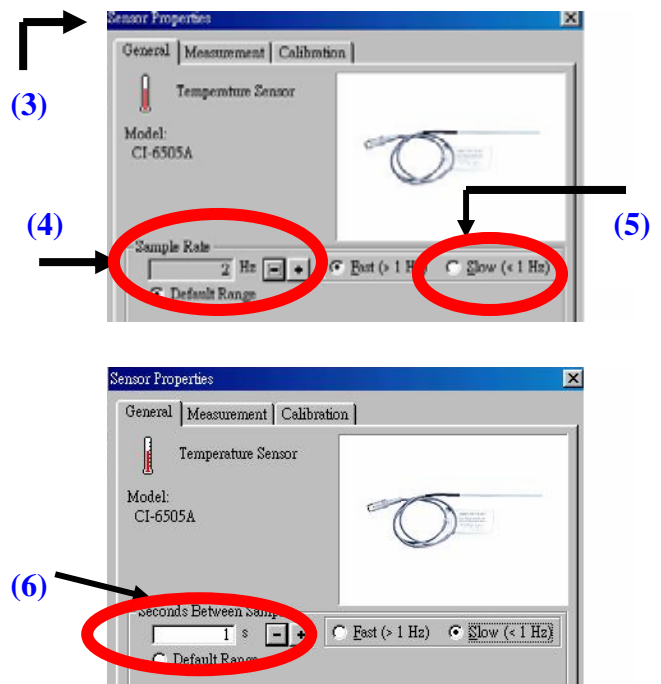 Sensor Properties
General Measurement Calibration
(3)
Temperature Sensor
Model:
CI-6505A
(4)
(5)
Sample Rate
2 Hz - + Fast (> 1 Hz) Slow (< 1 Hz)
Default Range
Sensor Properties
General Measurement Calibration
Temperature Sensor
Model:
CI-6505A
(6)
Seconds Between
1 s - + Fast (> 1 Hz) Slow (< 1 Hz)
Default Range